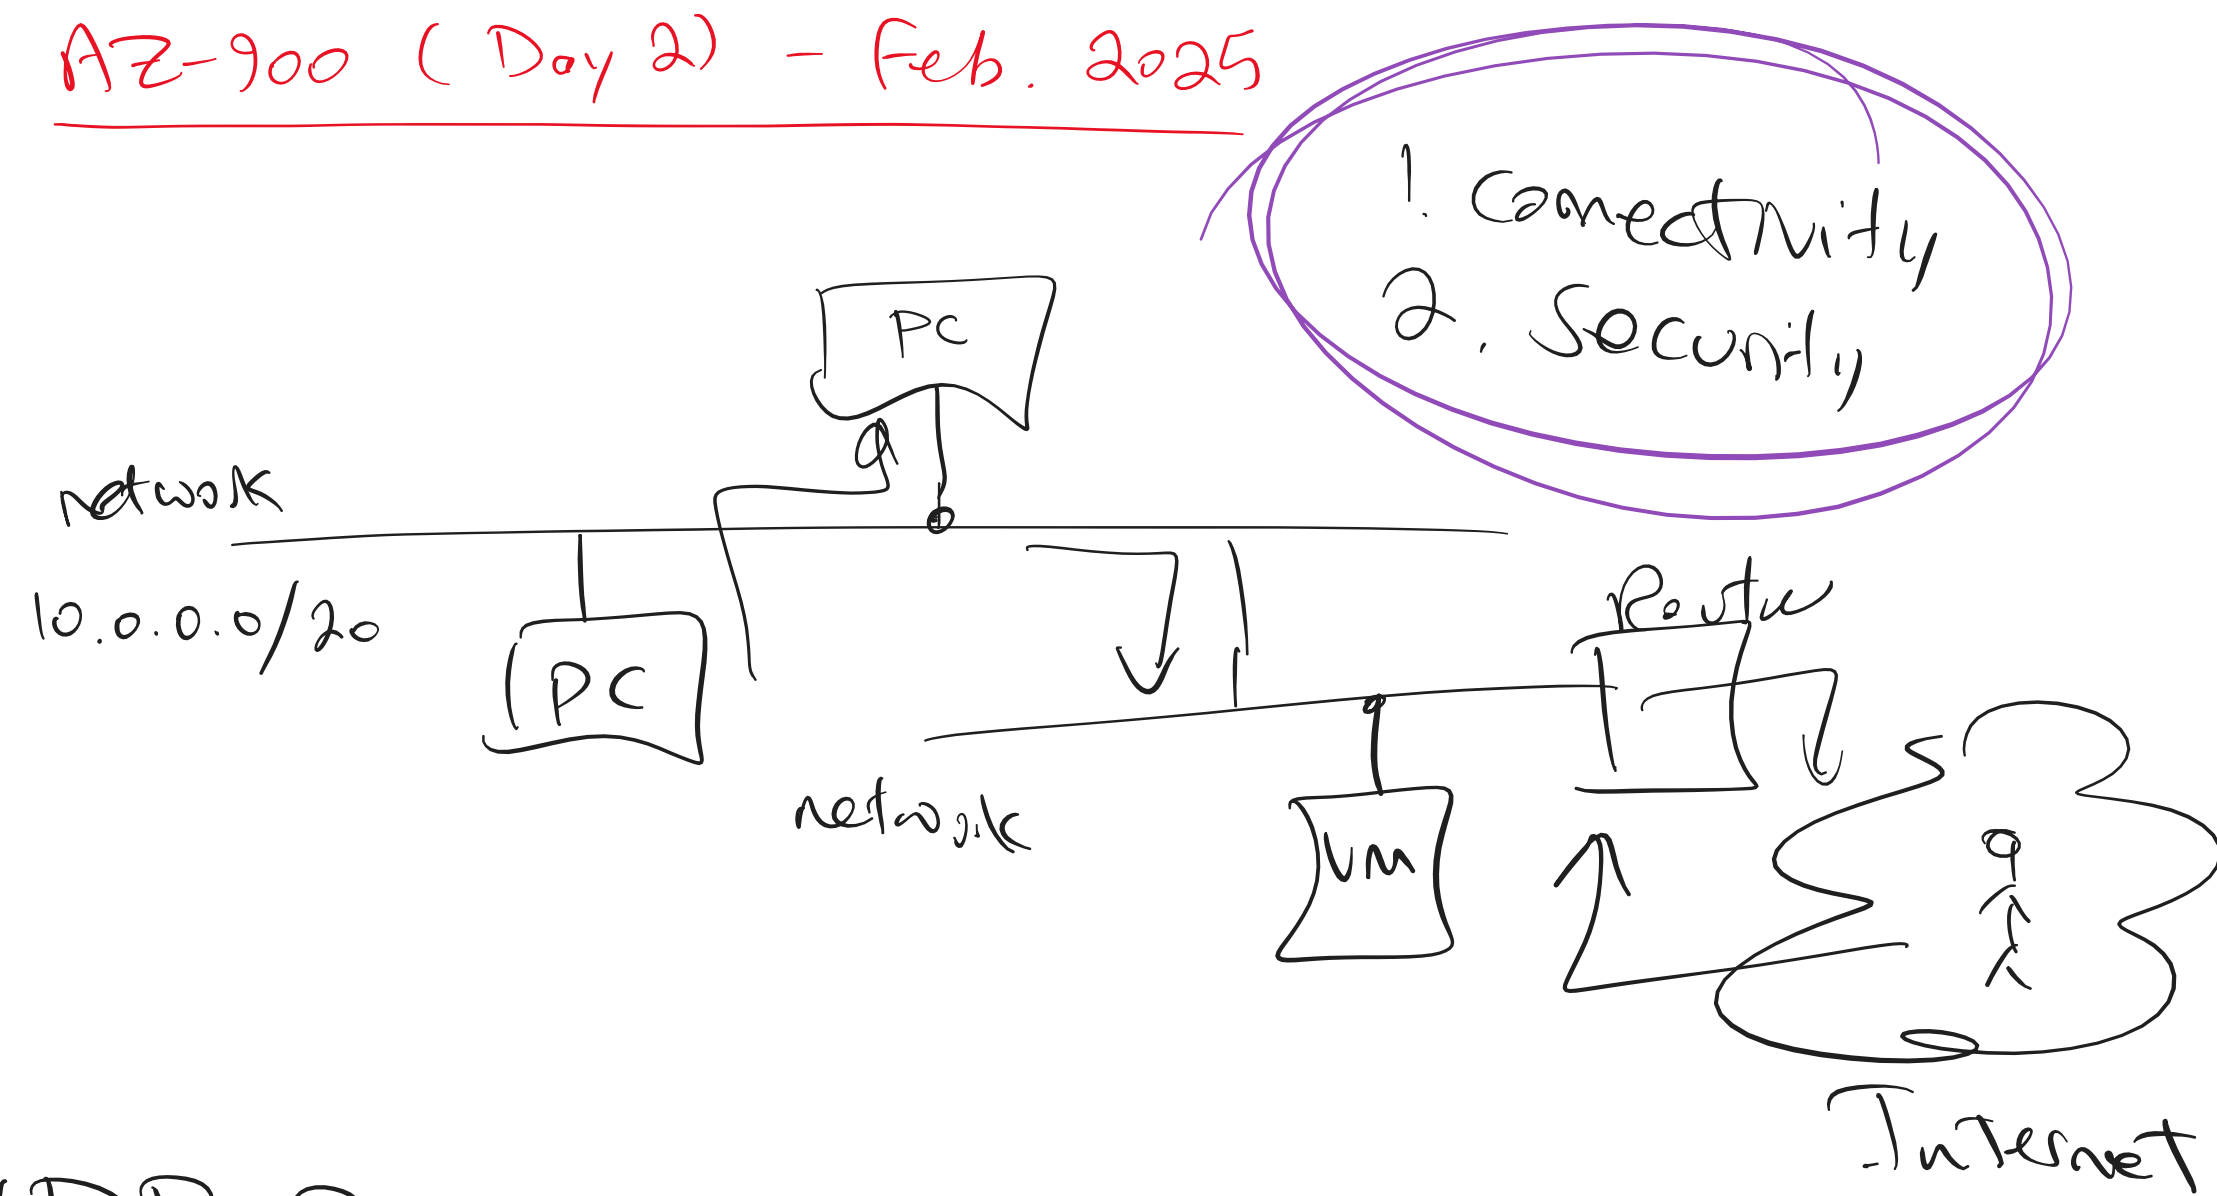 AZ-900 (Day 2) - Feb. 2025
1. Connectivity
2. Security
PC
network
10.0.0.0/20
PC
Router
network
VM
Internet